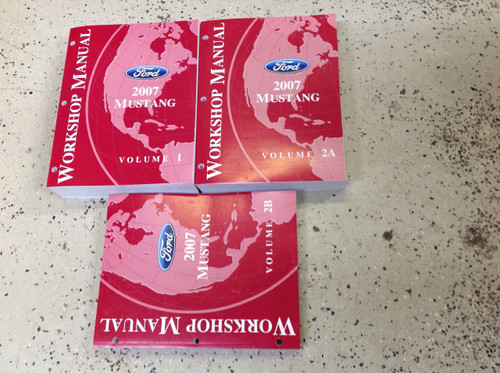 WORKSHOP MANUAL
Ford
2007
MUSTANG
VOLUME 1
WORKSHOP MANUAL
Ford
2007
MUSTANG
VOLUME 2A
WORKSHOP MANUAL
Ford
2007
MUSTANG
VOLUME 2B